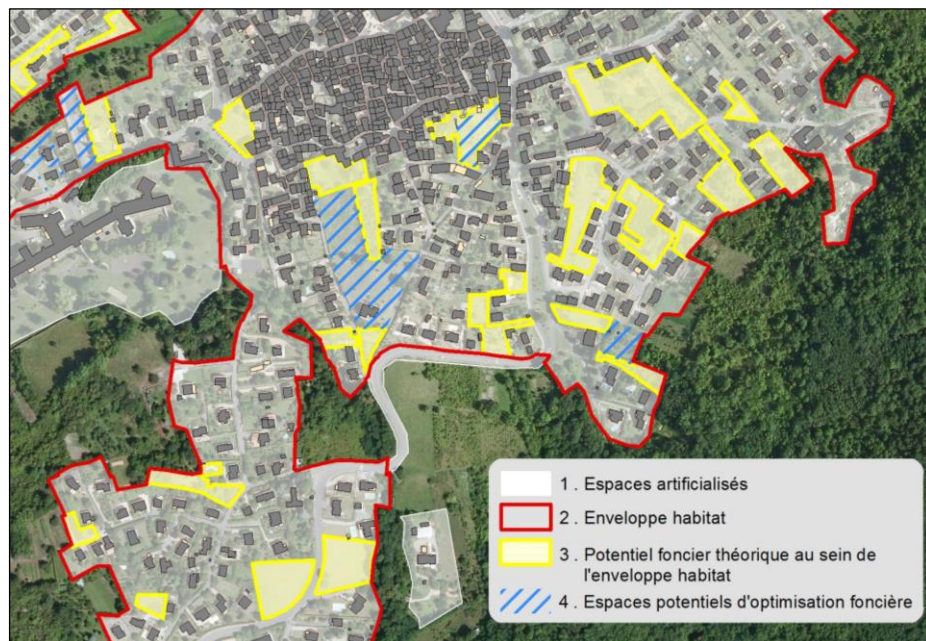 1 . Espaces artificialisés
2 . Enveloppe habitat
3 . Potentiel foncier théorique au sein de
l'enveloppe habitat
4 . Espaces potentiels d'optimisation foncière